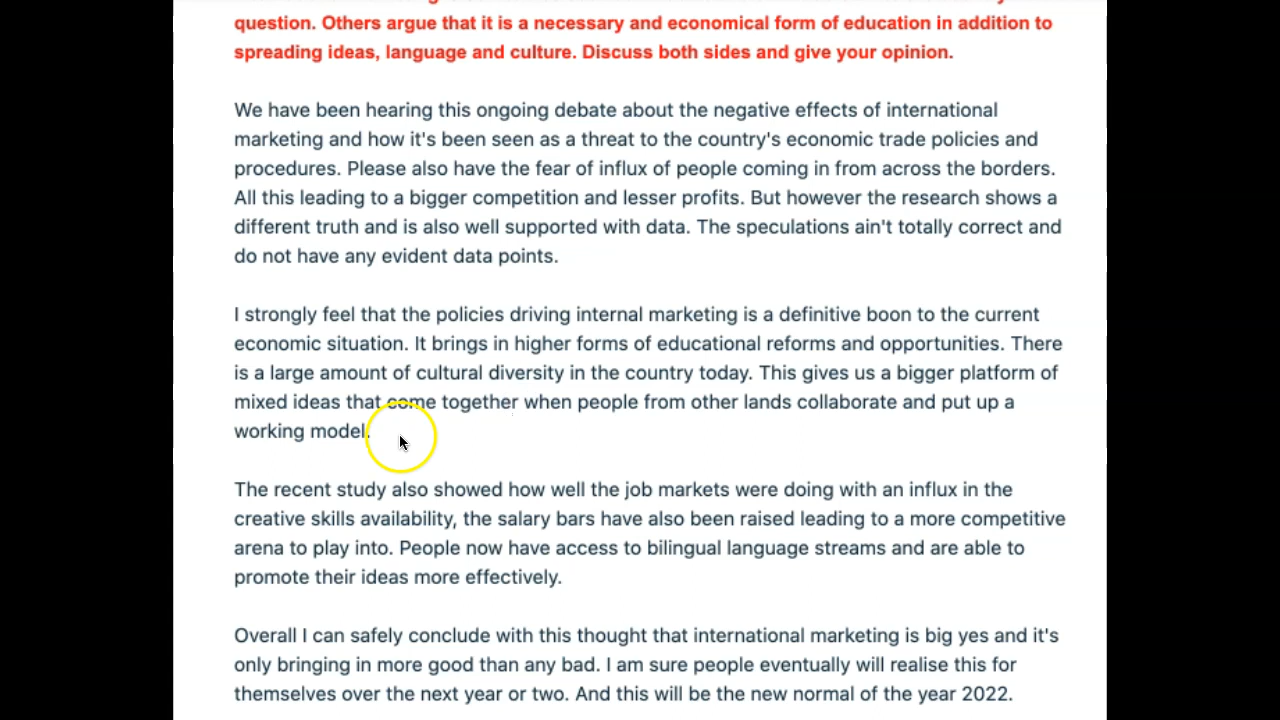 question. Others argue that it is a necessary and economical form of education in addition to
spreading ideas, language and culture. Discuss both sides and give your opinion.
We have been hearing this ongoing debate about the negative effects of international
marketing and how it's been seen as a threat to the country's economic trade policies and
procedures. Please also have the fear of influx of people coming in from across the borders.
All this leading to a bigger competition and lesser profits. But however the research shows a
different truth and is also well supported with data. The speculations ain't totally correct and
do not have any evident data points.
I strongly feel that the policies driving internal marketing is a definitive boon to the current
economic situation. It brings in higher forms of educational reforms and opportunities. There
is a large amount of cultural diversity in the country today. This gives us a bigger platform of
mixed ideas that come together when people from other lands collaborate and put up a
working model.
The recent study also showed how well the job markets were doing with an influx in the
creative skills availability, the salary bars have also been raised leading to a more competitive
arena to play into. People now have access to bilingual language streams and are able to
promote their ideas more effectively.
Overall I can safely conclude with this thought that international marketing is big yes and it's
only bringing in more good than any bad. I am sure people eventually will realise this for
themselves over the next year or two. And this will be the new normal of the year 2022.